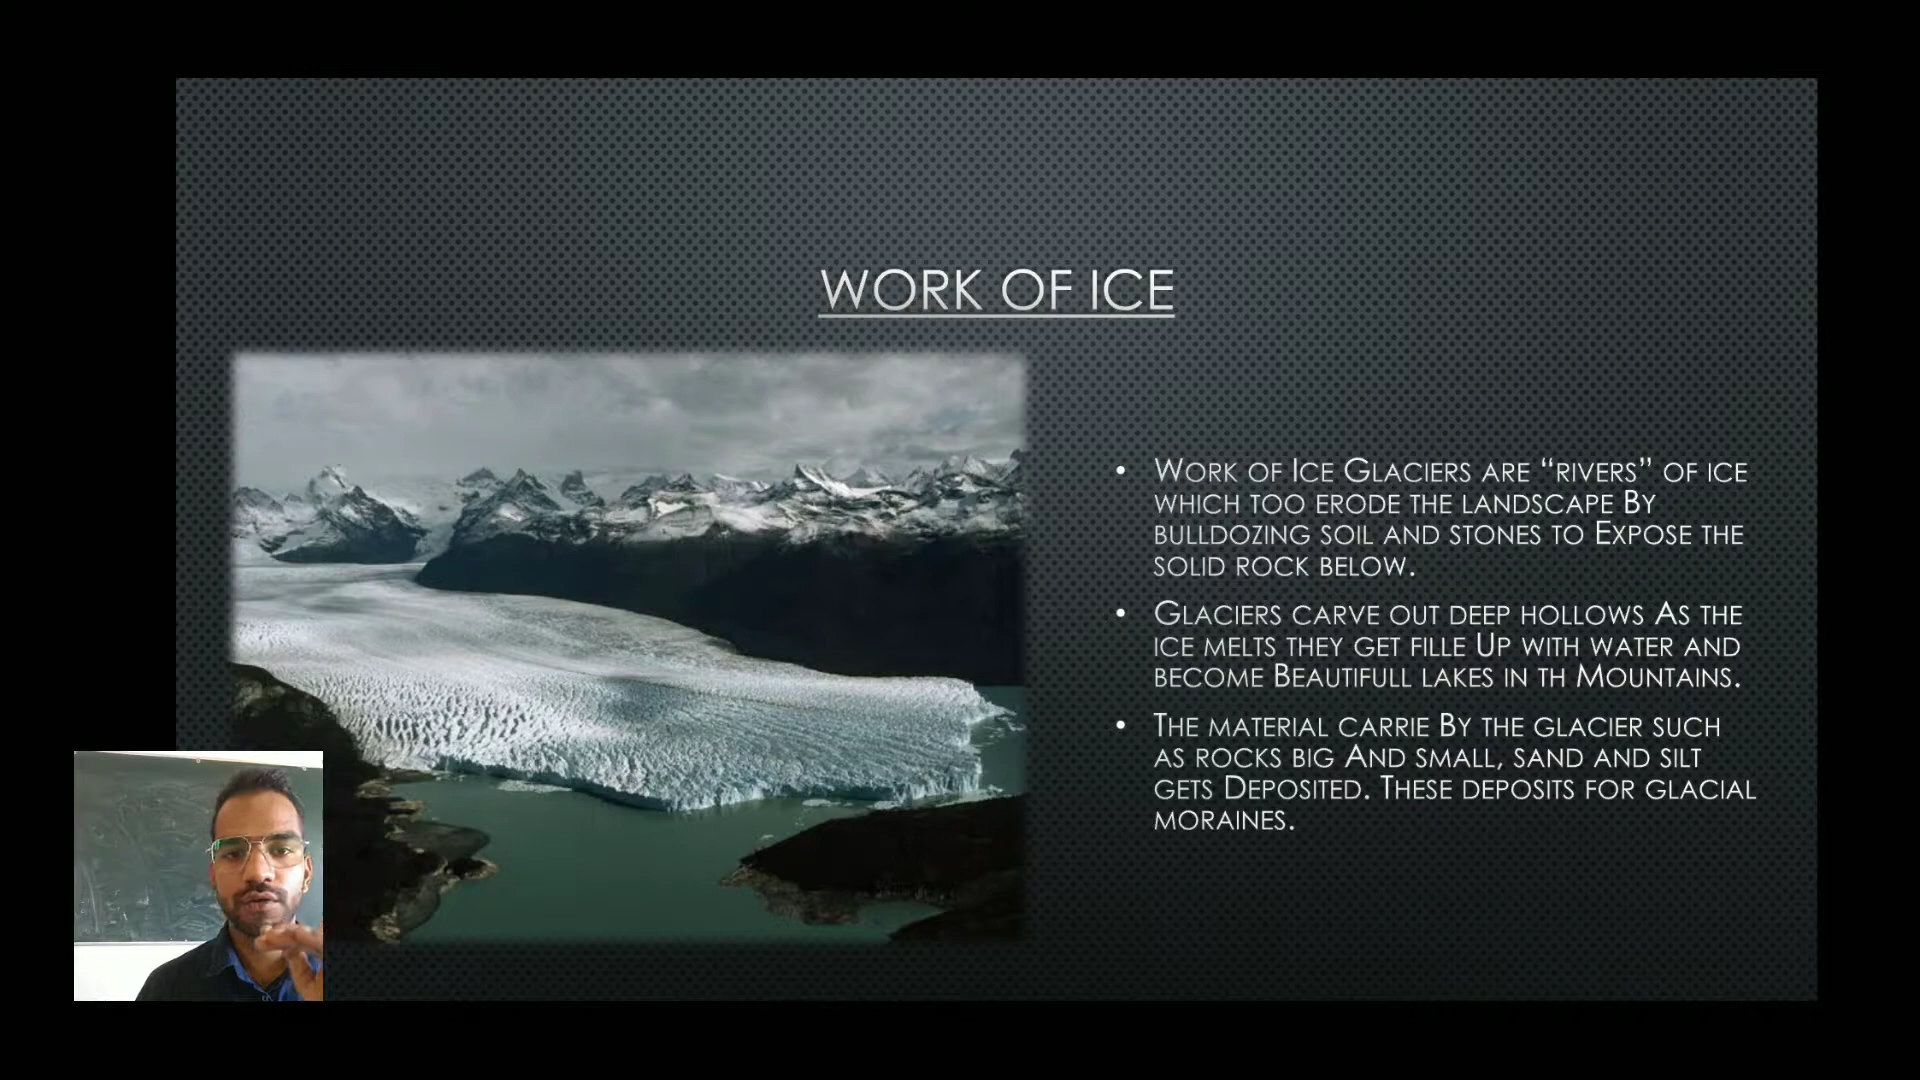 WORK OF ICE
• WORK OF ICE GLACIERS ARE “RIVERS” OF ICE
WHICH TOO ERODE THE LANDSCAPE BY
BULLDOZING SOIL AND STONES TO EXPOSE THE
SOLID ROCK BELOW.
• GLACIERS CARVE OUT DEEP HOLLOWS AS THE
ICE MELTS THEY GET FILLE UP WITH WATER AND
BECOME BEAUTIFULL LAKES IN TH MOUNTAINS.
• THE MATERIAL CARRIE BY THE GLACIER SUCH
AS ROCKS BIG AND SMALL, SAND AND SILT
GETS DEPOSITED. THESE DEPOSITS FOR GLACIAL
MORAINES.